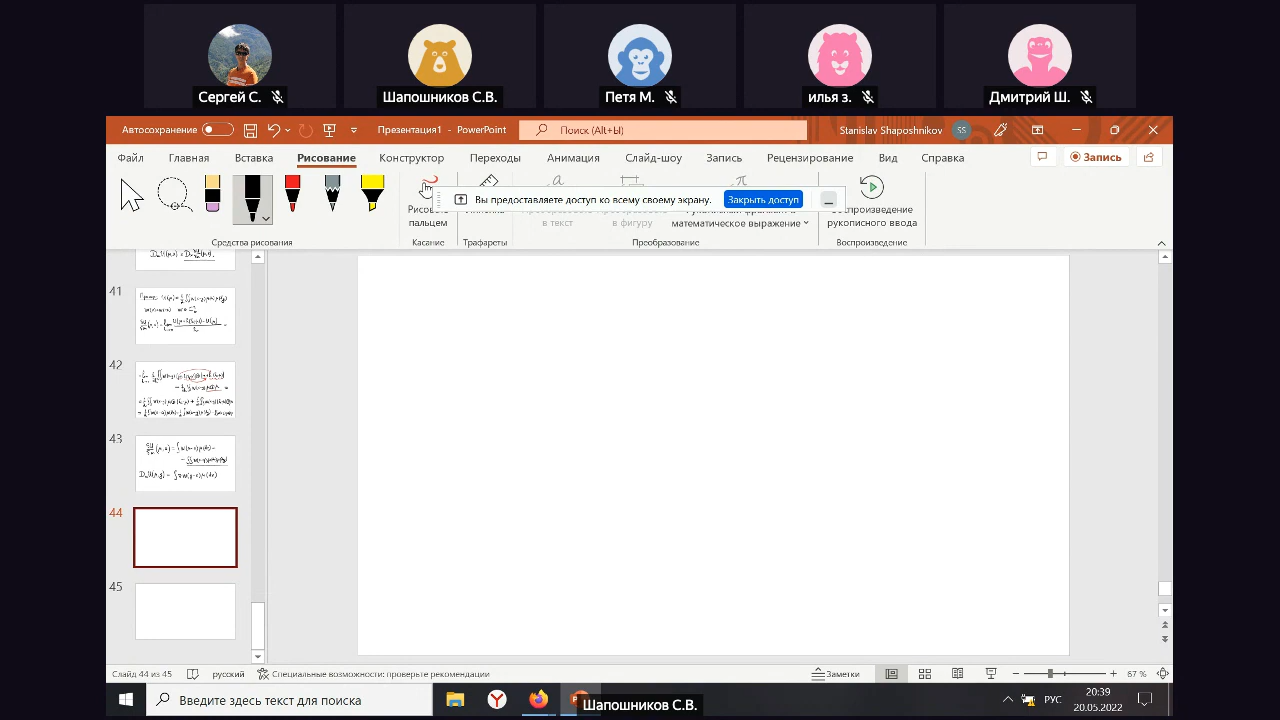 Сергей С.
Шапошников С.В.
Петя М.
илья з.
Дмитрий Ш.
Автосохранение
Презентация1 - PowerPoint
Поиск (Alt+Ы)
Stanislav Shaposhnikov
SS
Файл
Главная
Вставка
Рисование
Конструктор
Переходы
Анимация
Слайд-шоу
Запись
Рецензирование
Вид
Справка
Запись
Вы предоставляете доступ ко всему своему экрану.
Закрыть доступ
пальцем
в текст
в фигуру
математическое выражение
Воспроизведение
рукописного ввода
Средства рисования
Касание
Трафареты
Преобразование
Воспроизведение
41
42
43
44
45
Слайд 44 из 45
русский
Специальные возможности: проверьте рекомендации
Заметки
67 %
Введите здесь текст для поиска
Шапошников С.В.
РУС
20:39
20.05.2022